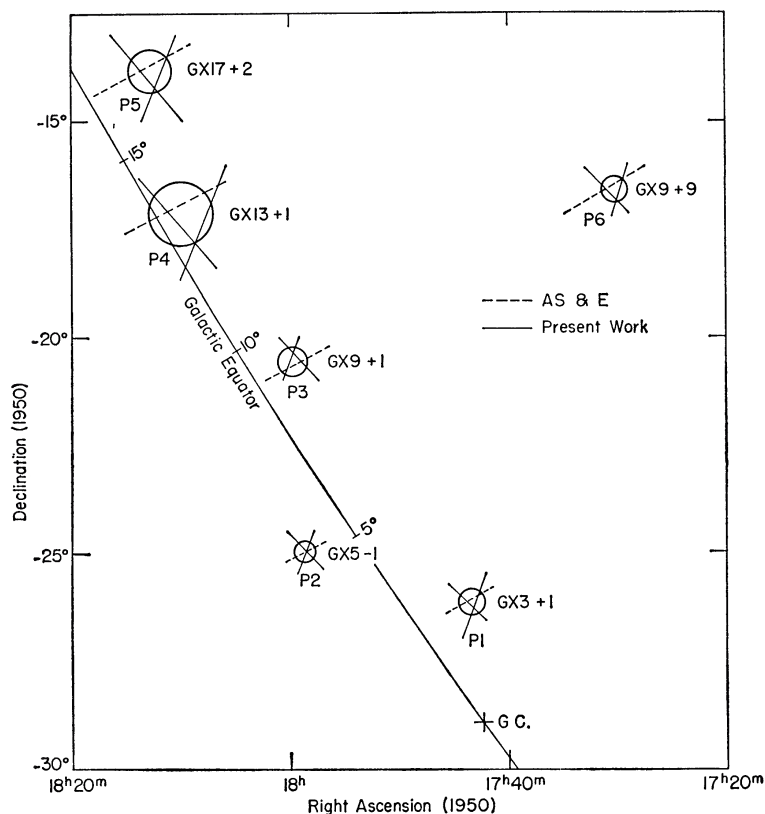 GX17+2
P5
-15°
15°
GX9+9
P6
GX13+1
P4
AS & E
Present Work
Galactic Equator
-20°
10°
GX9+1
P3
Declination (1950)
5°
-25°
GX5-1
P2
GX3+1
P1
G C.
-30°
18ʰ20ᵐ
18ʰ
17ʰ40ᵐ
17ʰ20ᵐ
Right Ascension (1950)